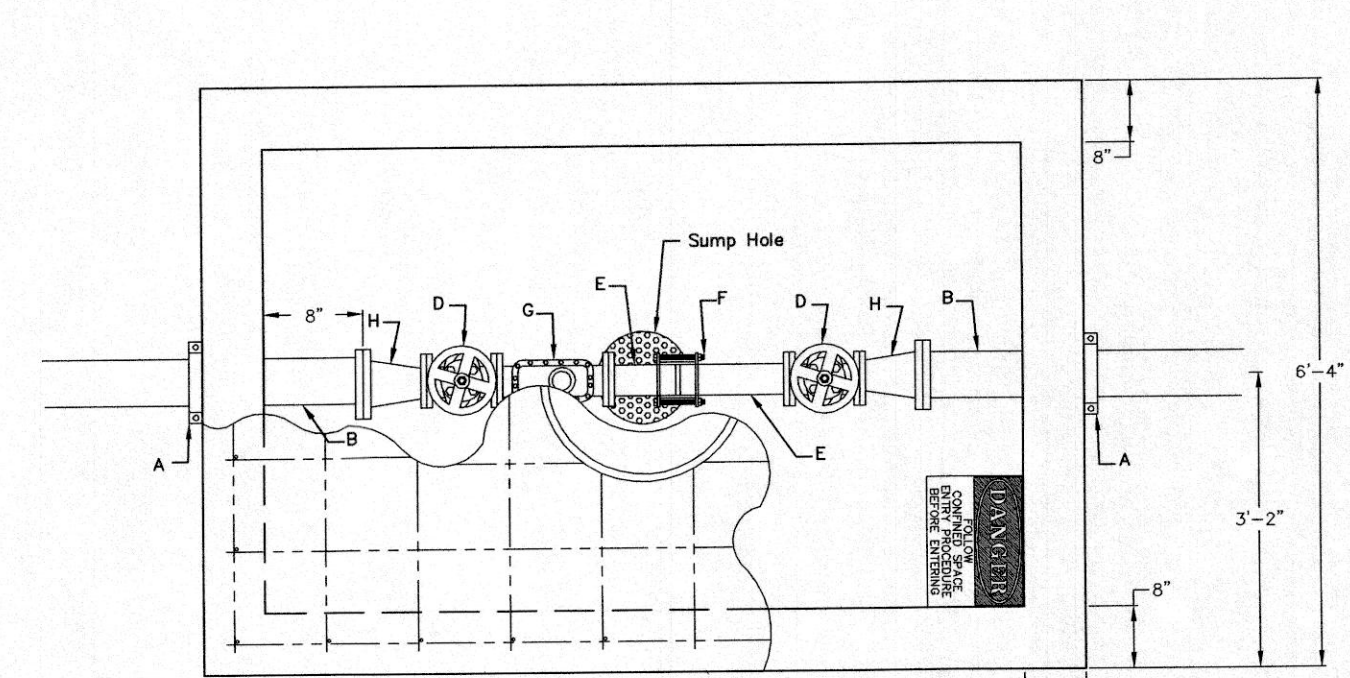 8"
Sump Hole
E
F
D
G
D
H
B
8"
H
6'-4"
B
E
A
A
3'-2"
DANGER
FOLLOW
CONFINED SPACE
ENTRY PROCEDURE
BEFORE ENTERING
8"